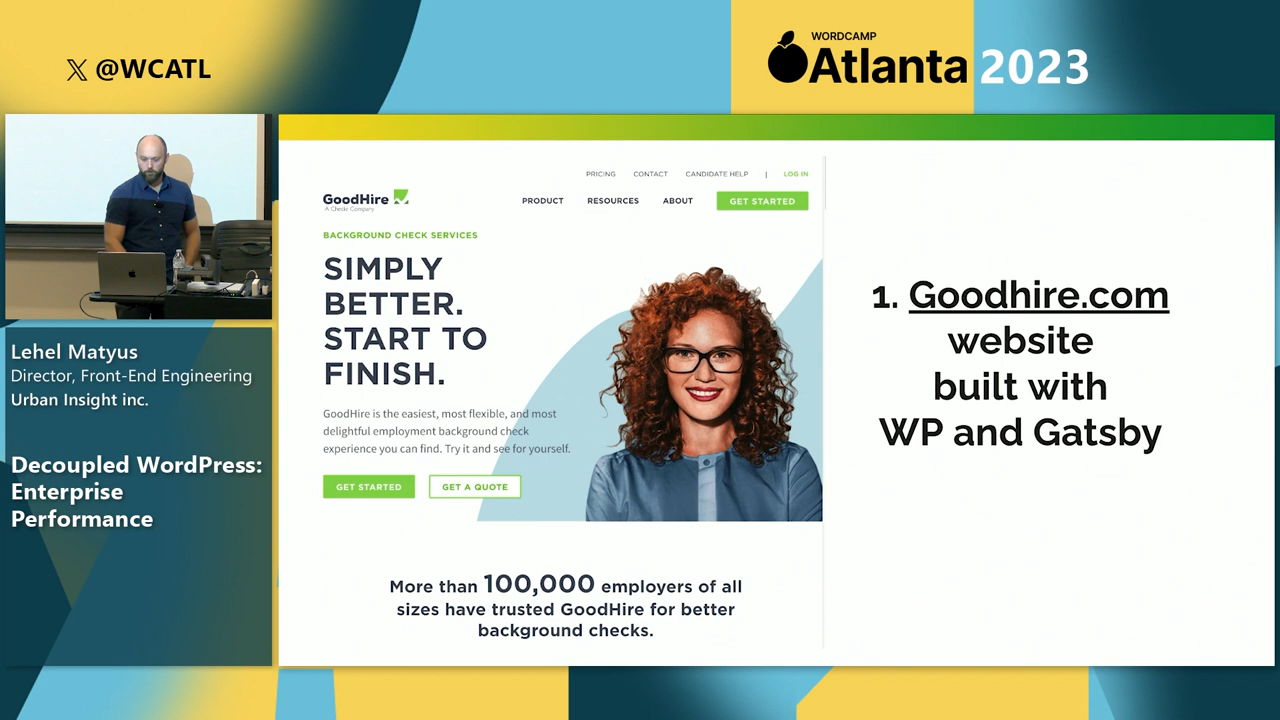 𝕏 @WCATL
WORDCAMP
Atlanta 2023
Lehel Matyus
Director, Front-End Engineering
Urban Insight inc.
Decoupled WordPress:
Enterprise
Performance
PRICING CONTACT CANDIDATE HELP | LOG IN
GoodHire
A Checkr Company
PRODUCT RESOURCES ABOUT GET STARTED
BACKGROUND CHECK SERVICES
SIMPLY
BETTER.
START TO
FINISH.
GoodHire is the easiest, most flexible, and most
delightful employment background check
experience you can find. Try it and see for yourself.
GET STARTED GET A QUOTE
More than 100,000 employers of all
sizes have trusted GoodHire for better
background checks.
1. Goodhire.com
website
built with
WP and Gatsby